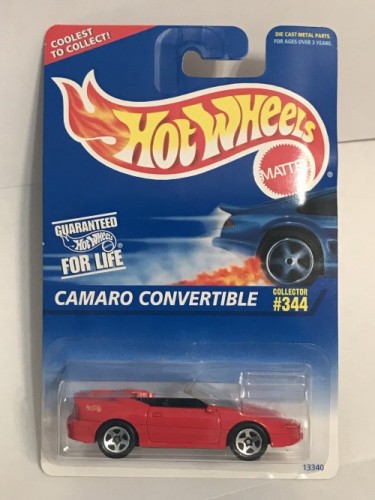 COOLEST
TO COLLECT!
DIE CAST METAL PARTS.
FOR AGES OVER 3 YEARS.
HOT WHEELS
MATTEL
®
GUARANTEED
Hot Wheels
FOR LIFE
CAMARO CONVERTIBLE
COLLECTOR
#344
13340